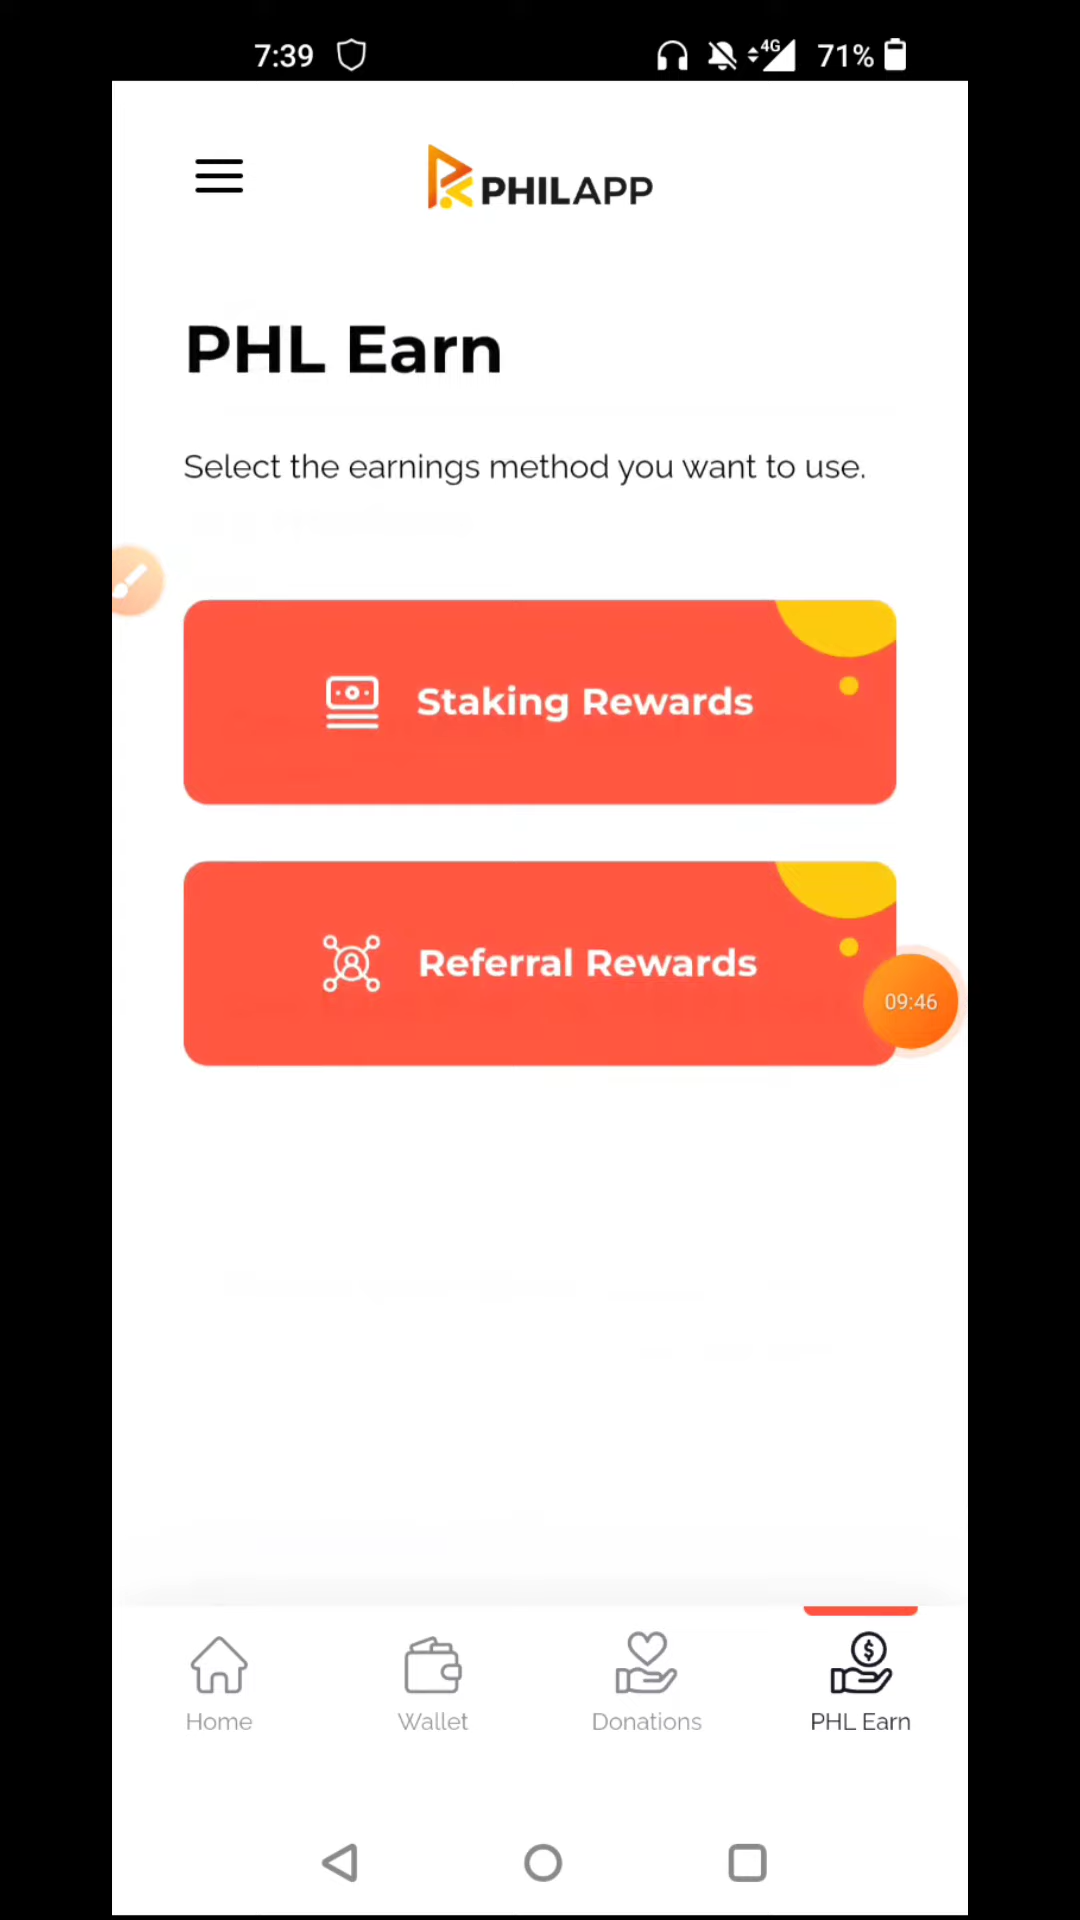 7:39 4G 71%
PHILAPP
PHL Earn
Select the earnings method you want to use.
Staking Rewards
Referral Rewards
09:46
$
Home Wallet Donations PHL Earn